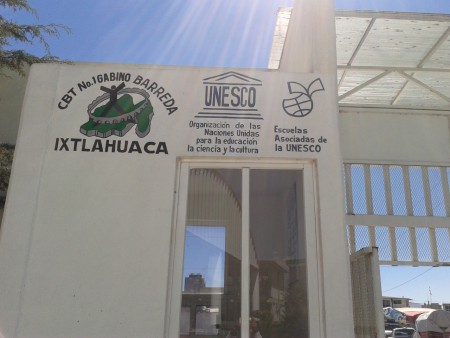 CBT No.1 GABINO BARREDA
IXTLAHUACA
UNESCO
Organización de las
Naciones Unidas
para la educacion
la ciencia y la cultura
Escuelas
Asociadas de
la UNESCO